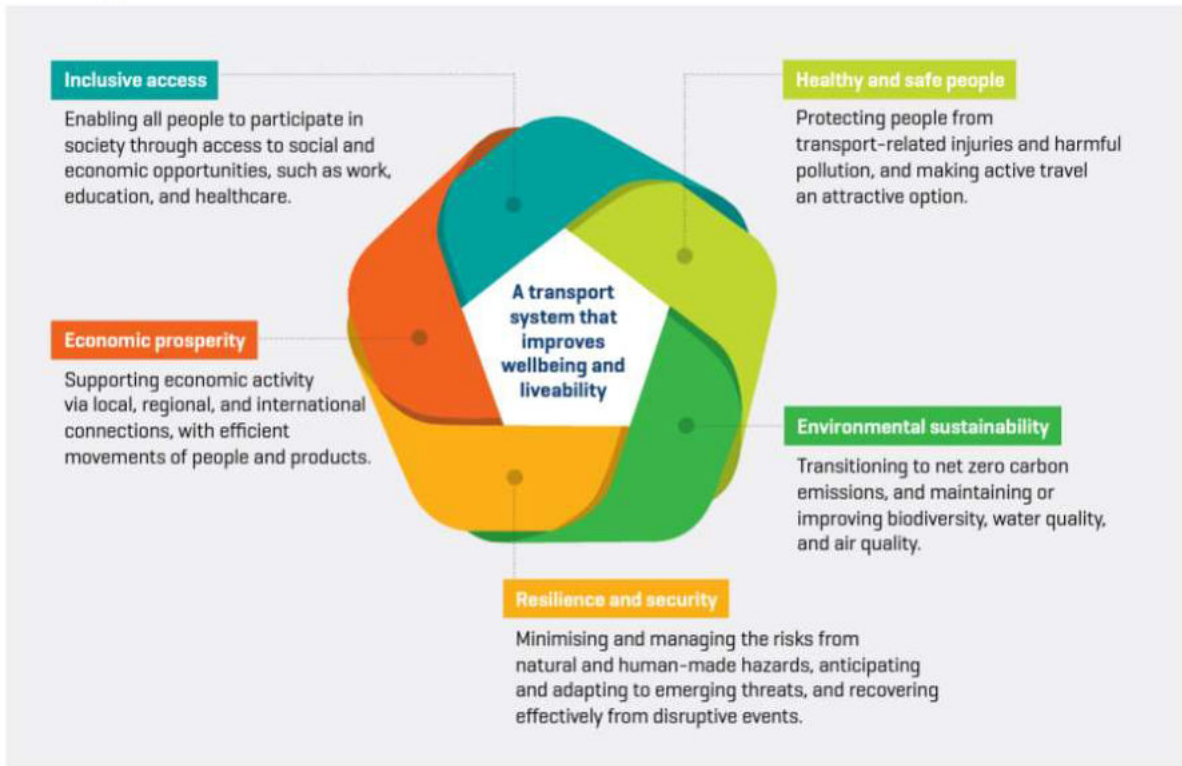 Inclusive access
Enabling all people to participate in
society through access to social and
economic opportunities, such as work,
education, and healthcare.
Healthy and safe people
Protecting people from
transport-related injuries and harmful
pollution, and making active travel
an attractive option.
A transport
system that
improves
wellbeing and
liveability
Economic prosperity
Supporting economic activity
via local, regional, and international
connections, with efficient
movements of people and products.
Environmental sustainability
Transitioning to net zero carbon
emissions, and maintaining or
improving biodiversity, water quality,
and air quality.
Resilience and security
Minimising and managing the risks from
natural and human-made hazards, anticipating
and adapting to emerging threats, and recovering
effectively from disruptive events.